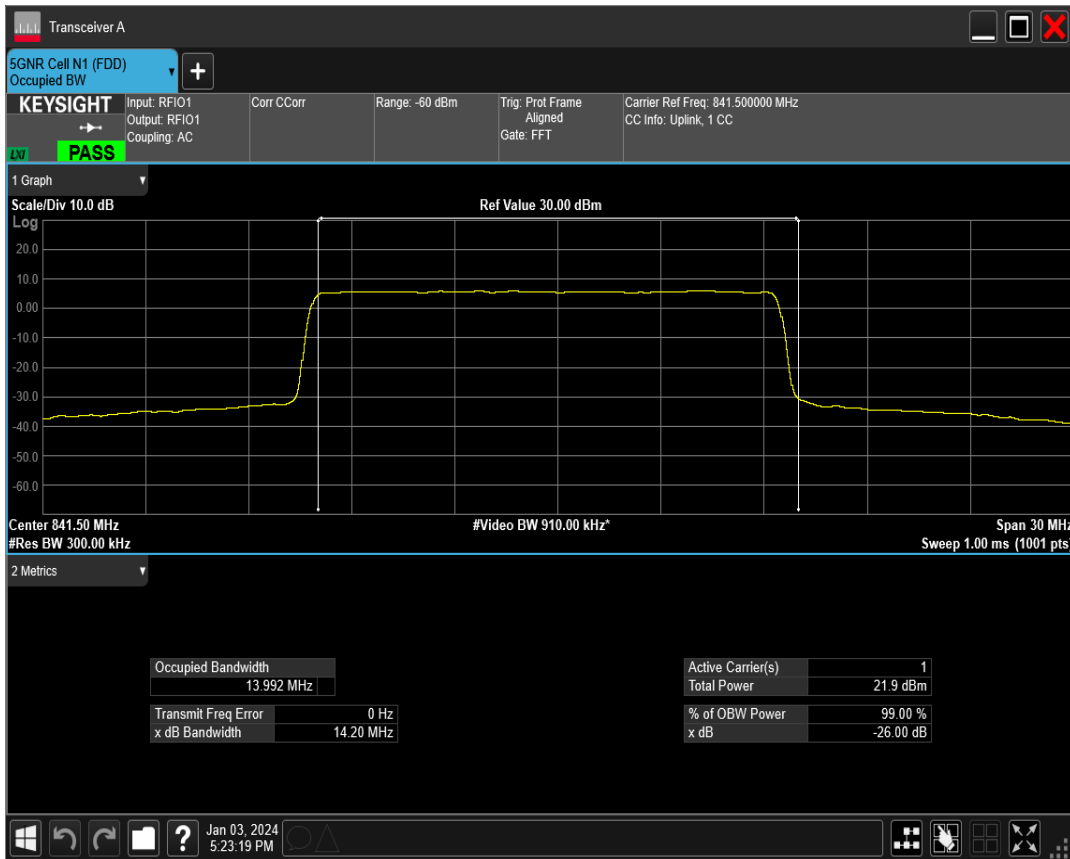 Transceiver A
5GNR Cell N1 (FDD)
Occupied BW
+
KEYSIGHT
LXI
PASS
Input: RFIO1
Output: RFIO1
Coupling: AC
Corr CCorr
Range: -60 dBm
Trig: Prot Frame
Aligned
Gate: FFT
Carrier Ref Freq: 841.500000 MHz
CC Info: Uplink, 1 CC
1 Graph
Scale/Div 10.0 dB
Ref Value 30.00 dBm
Log
20.0
10.0
0.00
-10.0
-20.0
-30.0
-40.0
-50.0
-60.0
Center 841.50 MHz
#Video BW 910.00 kHz*
Span 30 MHz
#Res BW 300.00 kHz
Sweep 1.00 ms (1001 pts)
2 Metrics
Occupied Bandwidth
13.992 MHz
Transmit Freq Error 0 Hz
x dB Bandwidth 14.20 MHz
Active Carrier(s) 1
Total Power 21.9 dBm
% of OBW Power 99.00 %
x dB -26.00 dB
?
Jan 03, 2024
5:23:19 PM